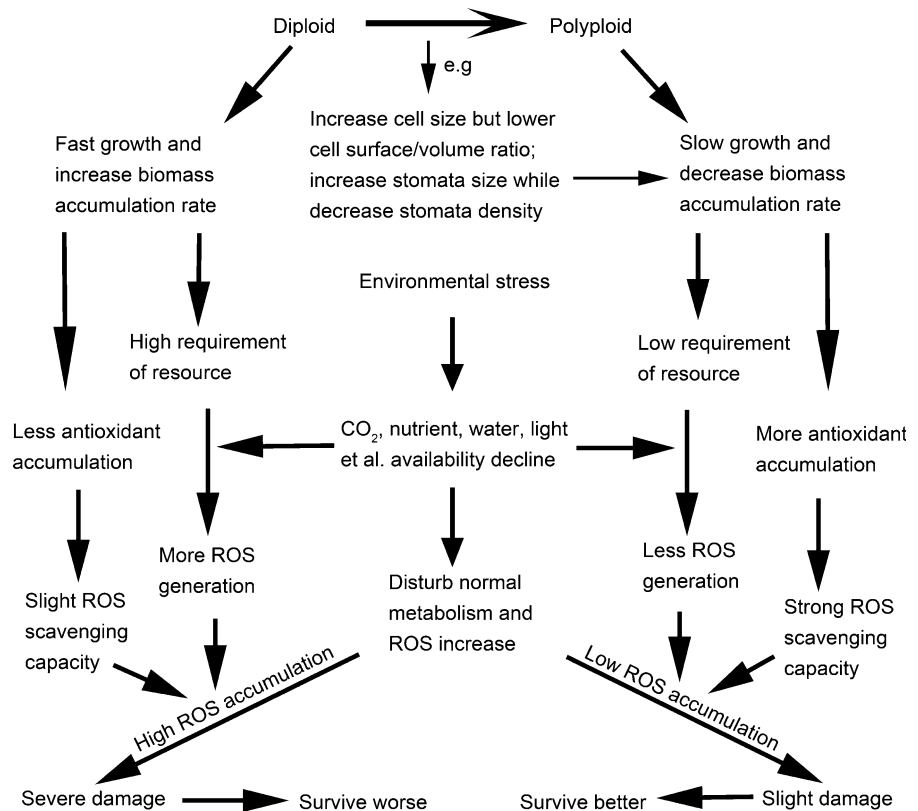 Diploid
Polyploid
e.g
Increase cell size but lower
cell surface/volume ratio;
increase stomata size while
decrease stomata density
Fast growth and
increase biomass
accumulation rate
Slow growth and
decrease biomass
accumulation rate
Environmental stress
High requirement
of resource
Low requirement
of resource
Less antioxidant
accumulation
CO₂, nutrient, water, light
et al. availability decline
More antioxidant
accumulation
More ROS
generation
Less ROS
generation
Disturb normal
metabolism and
ROS increase
Slight ROS
scavenging
capacity
Strong ROS
scavenging
capacity
High ROS accumulation
Low ROS accumulation
Severe damage
Survive worse
Survive better
Slight damage